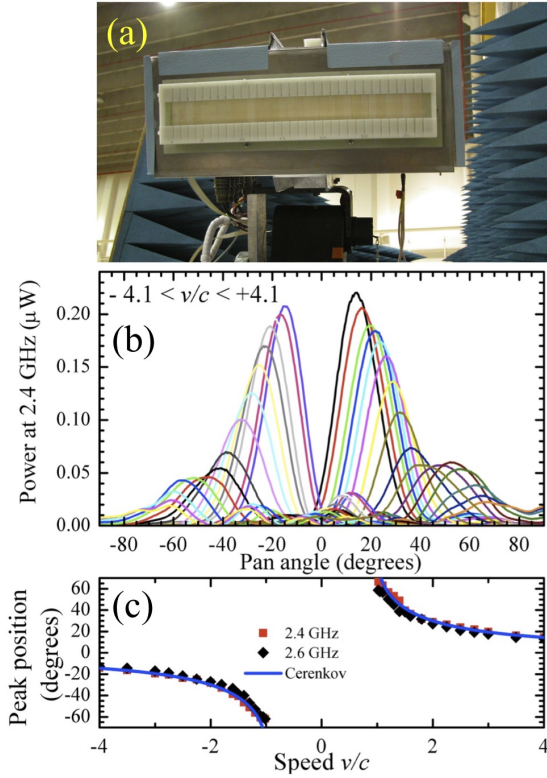 (a)
- 4.1 < v/c < +4.1
(b)
Power at 2.4 GHz (μW)
0.20
0.15
0.10
0.05
0.00
-80 -60 -40 -20 0 20 40 60 80
Pan angle (degrees)
(c)
Peak position
(degrees)
60
40
20
0
-20
-40
-60
2.4 GHz
2.6 GHz
Cerenkov
-4 -2 0 2 4
Speed v/c